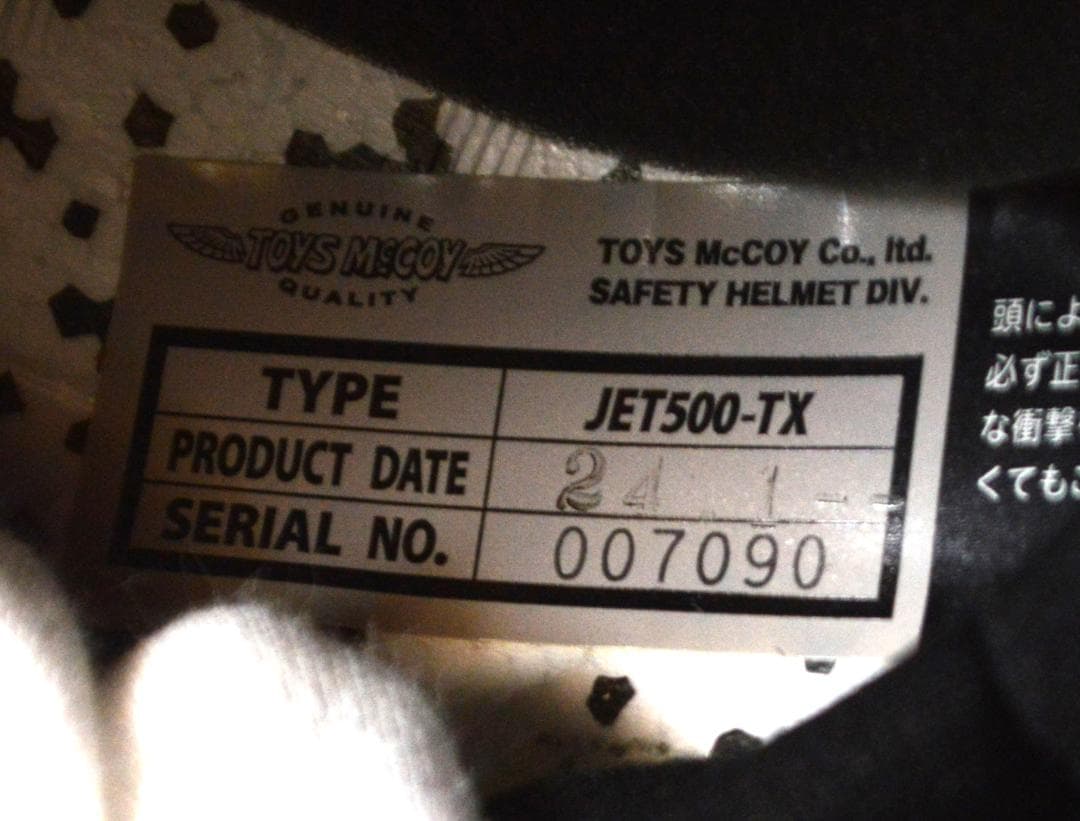 GENUINE
TOYS McCOY
QUALITY
TOYS McCOY Co., ltd.
SAFETY HELMET DIV.
TYPE JET500-TX
PRODUCT DATE 24 1 --
SERIAL NO. 007090
頭によ
必ず正
な衝撃
くても